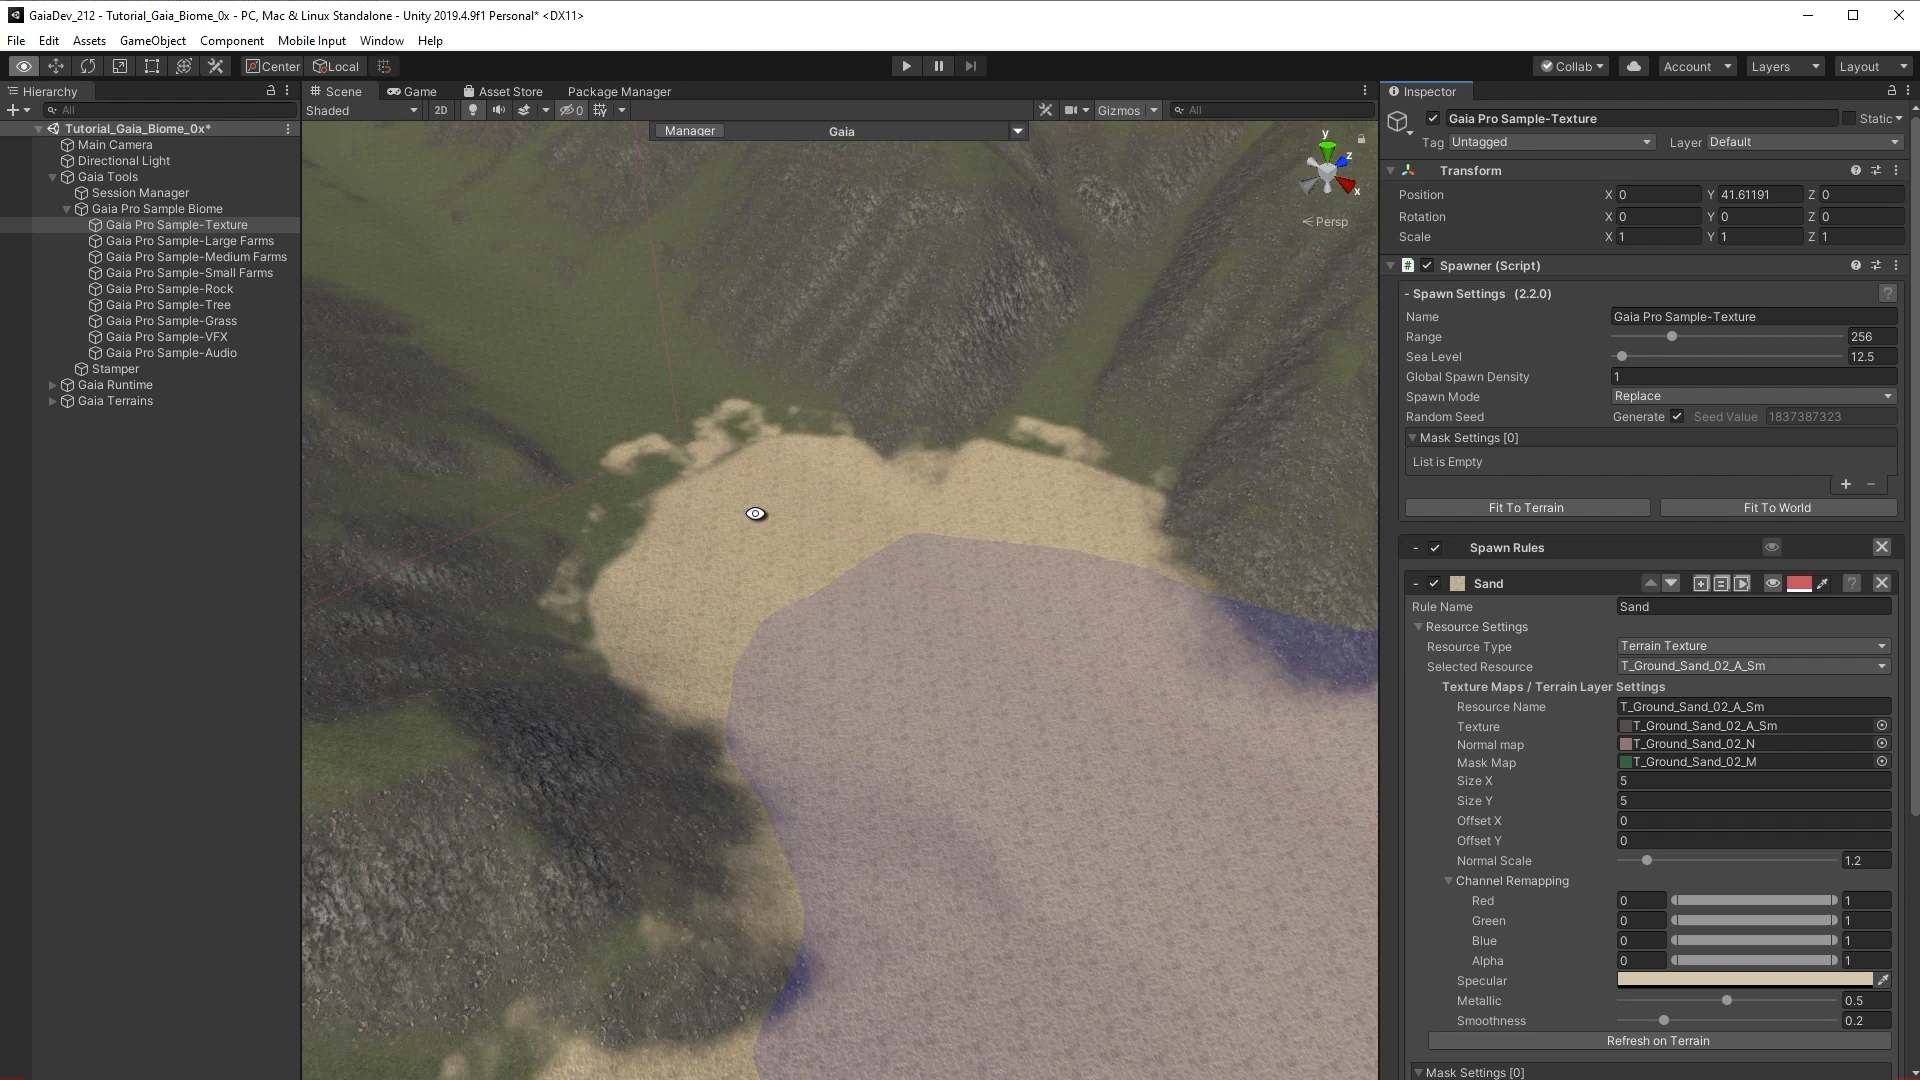 GaiaDev_212 - Tutorial_Gaia_Biome_0x - PC, Mac & Linux Standalone - Unity 2019.4.9f1 Personal* <DX11>
File Edit Assets GameObject Component Mobile Input Window Help
Center Local Collab Account Layers Layout
Hierarchy Scene Game Asset Store Package Manager Inspector
All
Shaded 2D 0 Gizmos All
Tutorial_Gaia_Biome_0x*
Main Camera
Directional Light
Gaia Tools
Session Manager
Gaia Pro Sample Biome
Gaia Pro Sample-Texture
Gaia Pro Sample-Large Farms
Gaia Pro Sample-Medium Farms
Gaia Pro Sample-Small Farms
Gaia Pro Sample-Rock
Gaia Pro Sample-Tree
Gaia Pro Sample-Grass
Gaia Pro Sample-VFX
Gaia Pro Sample-Audio
Stamper
Gaia Runtime
Gaia Terrains
Manager Gaia
y
z
x
Persp
Gaia Pro Sample-Texture Static
Tag Untagged Layer Default
Transform
Position X 0 Y 41.61191 Z 0
Rotation X 0 Y 0 Z 0
Scale X 1 Y 1 Z 1
# Spawner (Script)
- Spawn Settings (2.2.0) ?
Name Gaia Pro Sample-Texture
Range 256
Sea Level 12.5
Global Spawn Density 1
Spawn Mode Replace
Random Seed Generate Seed Value 1837387323
Mask Settings [0]
List is Empty
+ -
Fit To Terrain Fit To World
- Spawn Rules X
- Sand ? X
Rule Name Sand
Resource Settings
Resource Type Terrain Texture
Selected Resource T_Ground_Sand_02_A_Sm
Texture Maps / Terrain Layer Settings
Resource Name T_Ground_Sand_02_A_Sm
Texture T_Ground_Sand_02_A_Sm
Normal map T_Ground_Sand_02_N
Mask Map T_Ground_Sand_02_M
Size X 5
Size Y 5
Offset X 0
Offset Y 0
Normal Scale 1.2
Channel Remapping
Red 0 1
Green 0 1
Blue 0 1
Alpha 0 1
Specular
Metallic 0.5
Smoothness 0.2
Refresh on Terrain
Mask Settings [0]